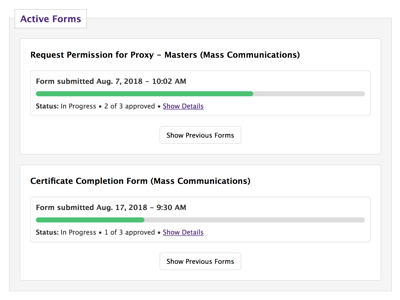 Active Forms
Request Permission for Proxy - Masters (Mass Communications)
Form submitted Aug. 7, 2018 - 10:02 AM
Status: In Progress • 2 of 3 approved • Show Details
Show Previous Forms
Certificate Completion Form (Mass Communications)
Form submitted Aug. 17, 2018 - 9:30 AM
Status: In Progress • 1 of 3 approved • Show Details
Show Previous Forms